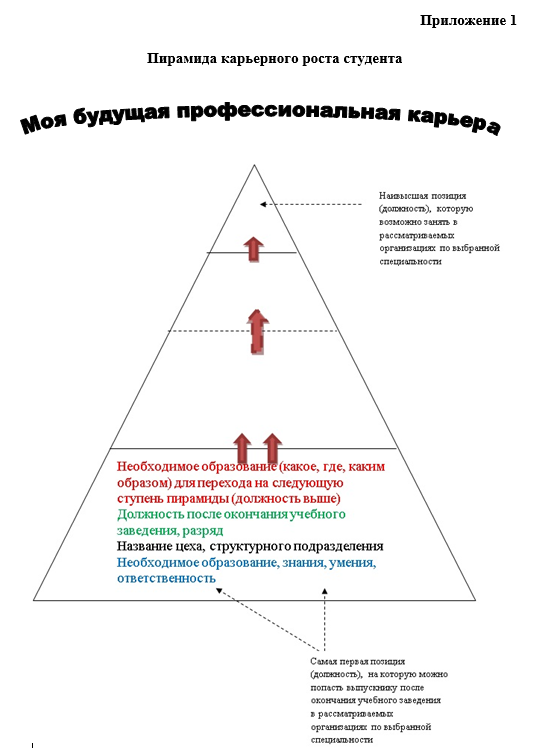 Приложение 1
Пирамида карьерного роста студента
Моя будущая профессиональная карьера
Наивысшая позиция
(должность), которую
возможно занять в
рассматриваемых
организациях по выбранной
специальности
Необходимое образование (какое, где, каким
образом) для перехода на следующую
ступень пирамиды (должность выше)
Должность после окончания учебного
заведения, разряд
Название цеха, структурного подразделения
Необходимое образование, знания, умения,
ответственность
Самая первая позиция
(должность), на которую можно
попасть выпускнику после
окончания учебного заведения
в рассматриваемых
организациях по выбранной
специальности